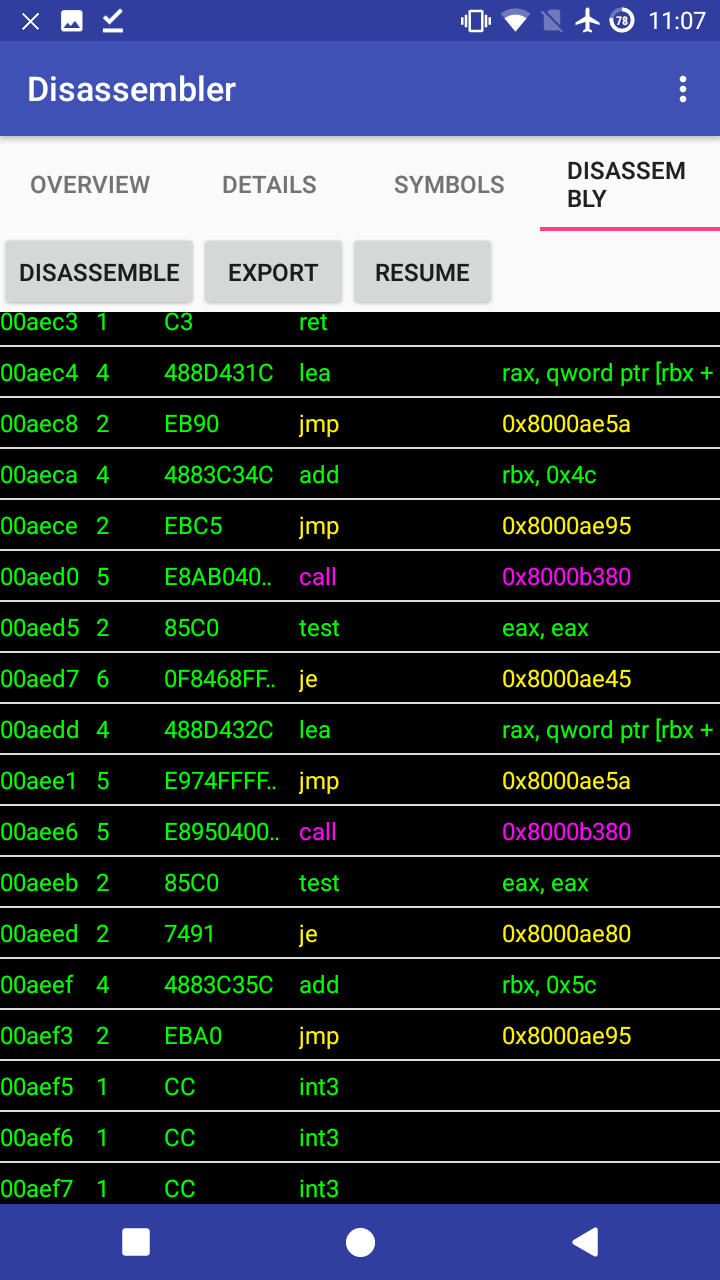 78 11:07
Disassembler
OVERVIEW DETAILS SYMBOLS DISASSEM
BLY
DISASSEMBLE EXPORT RESUME
00aec3 1 C3 ret
00aec4 4 488D431C lea rax, qword ptr [rbx +
00aec8 2 EB90 jmp 0x8000ae5a
00aeca 4 4883C34C add rbx, 0x4c
00aece 2 EBC5 jmp 0x8000ae95
00aed0 5 E8AB040.. call 0x8000b380
00aed5 2 85C0 test eax, eax
00aed7 6 0F8468FF.. je 0x8000ae45
00aedd 4 488D432C lea rax, qword ptr [rbx +
00aee1 5 E974FFFF.. jmp 0x8000ae5a
00aee6 5 E8950400.. call 0x8000b380
00aeeb 2 85C0 test eax, eax
00aeed 2 7491 je 0x8000ae80
00aeef 4 4883C35C add rbx, 0x5c
00aef3 2 EBA0 jmp 0x8000ae95
00aef5 1 CC int3
00aef6 1 CC int3
00aef7 1 CC int3